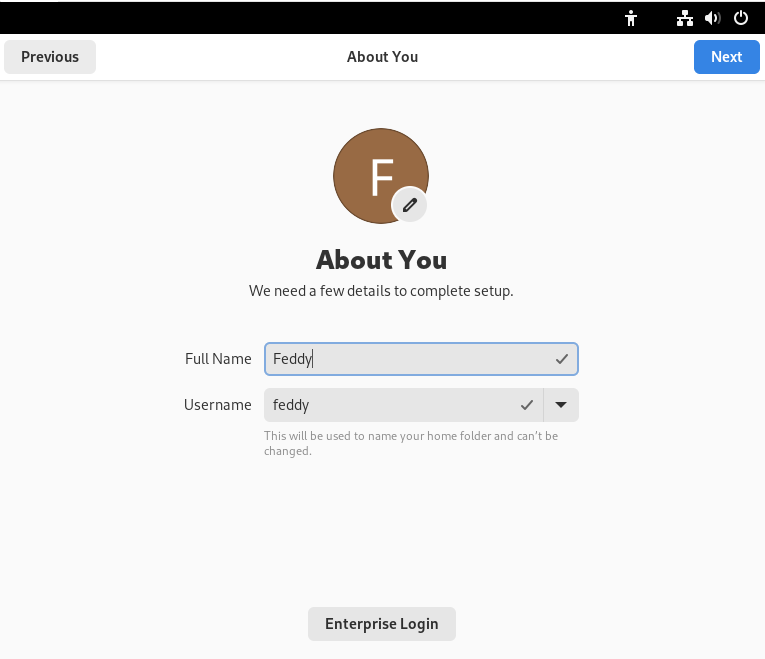 Previous
About You
Next
F
About You
We need a few details to complete setup.
Full Name
Feddy
Username
feddy
This will be used to name your home folder and can't be
changed.
Enterprise Login